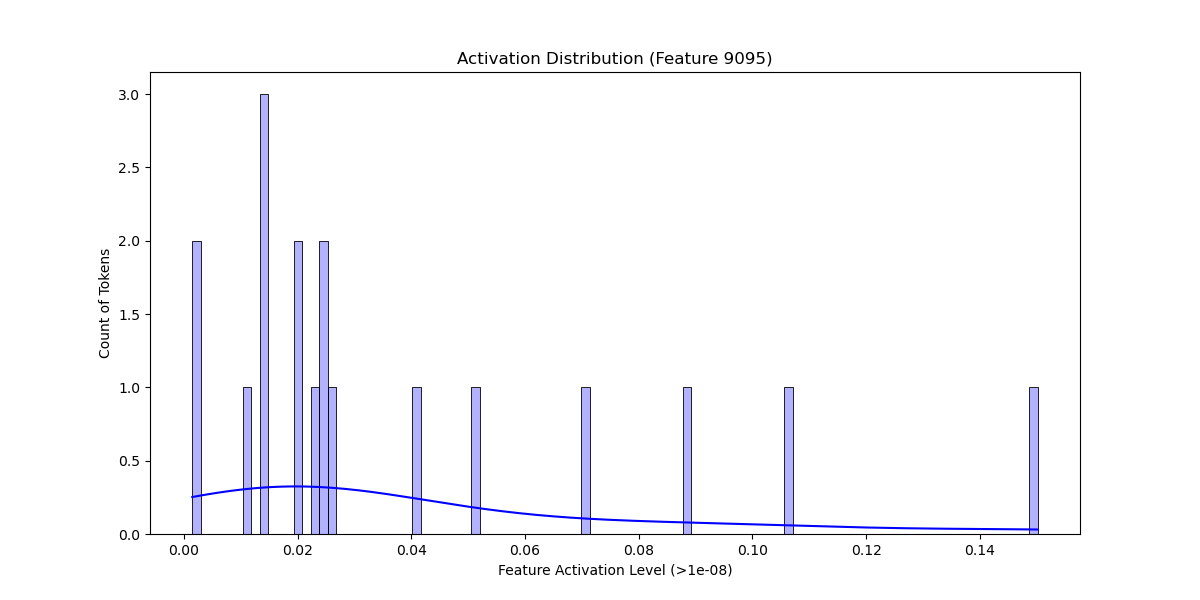 Activation Distribution (Feature 9095)
3.0
2.5
2.0
1.5
1.0
0.5
0.0
Count of Tokens
0.00 0.02 0.04 0.06 0.08 0.10 0.12 0.14
Feature Activation Level (>1e-08)